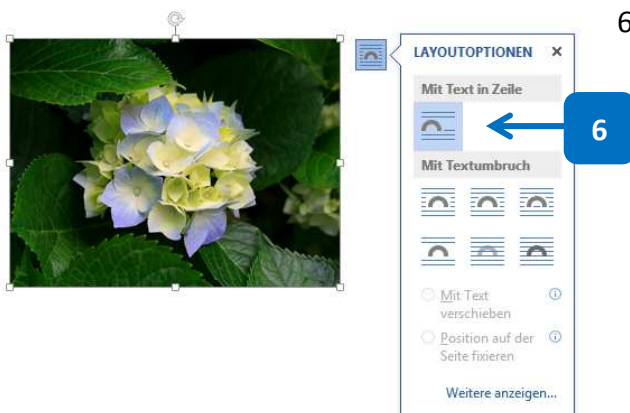 6
LAYOUTOPTIONEN ×
Mit Text in Zeile
6
Mit Textumbruch
Mit Text
verschieben
Position auf der
Seite fixieren
Weitere anzeigen...